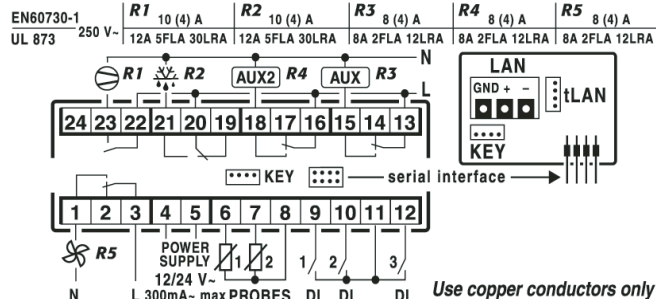 EN60730-1 250 V~ R1 10 (4) A R2 10 (4) A R3 8 (4) A R4 8 (4) A R5 8 (4) A
UL 873 12A 5FLA 30LRA 12A 5FLA 30LRA 8A 2FLA 12LRA 8A 2FLA 12LRA 8A 2FLA 12LRA
N
R1 R2 AUX2 R4 AUX R3
L
24 23 22 21 20 19 18 17 16 15 14 13
LAN
GND + -
tLAN
KEY
KEY serial interface
1 2 3 4 5 6 7 8 9 10 11 12
R5 POWER SUPPLY 1 2 1 2 3
12/24 V~
N L 300mA~ max PROBES DI DI DI
Use copper conductors only